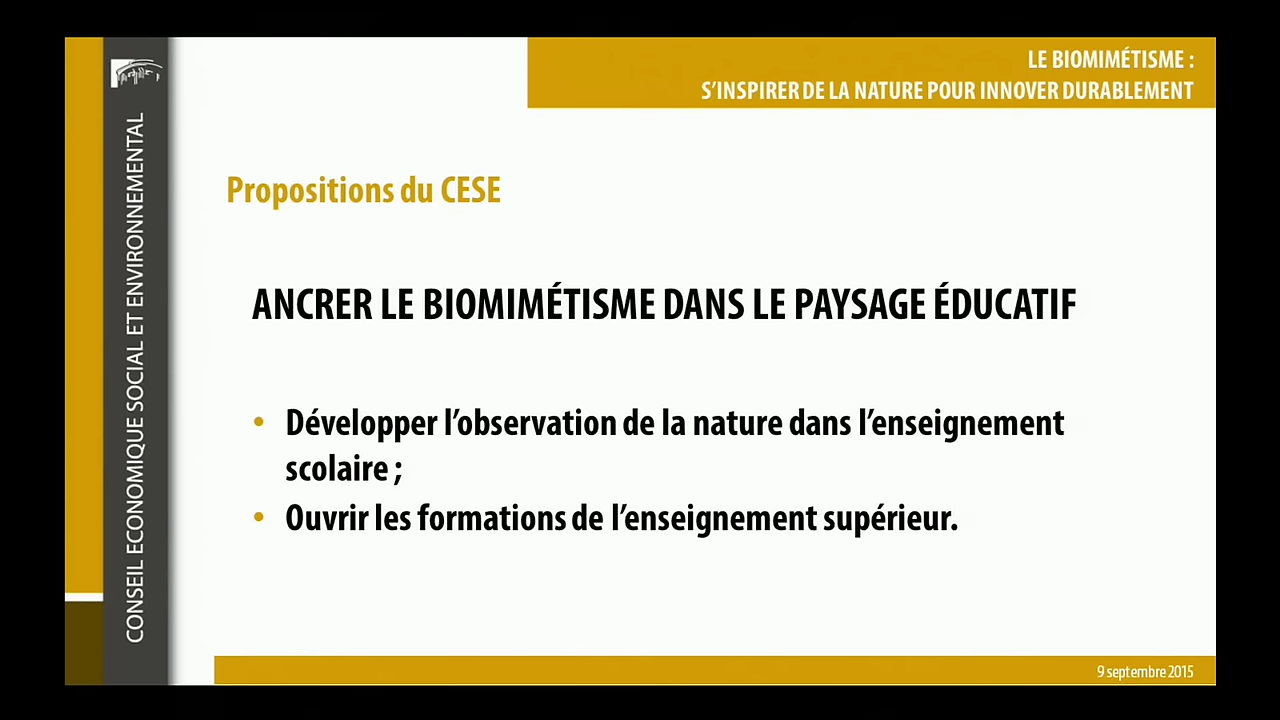 LE BIOMIMÉTISME :
S’INSPIRER DE LA NATURE POUR INNOVER DURABLEMENT
CONSEIL ECONOMIQUE SOCIAL ET ENVIRONNEMENTAL
Propositions du CESE
ANCRER LE BIOMIMÉTISME DANS LE PAYSAGE ÉDUCATIF
• Développer l’observation de la nature dans l’enseignement
scolaire ;
• Ouvrir les formations de l’enseignement supérieur.
9 septembre 2015